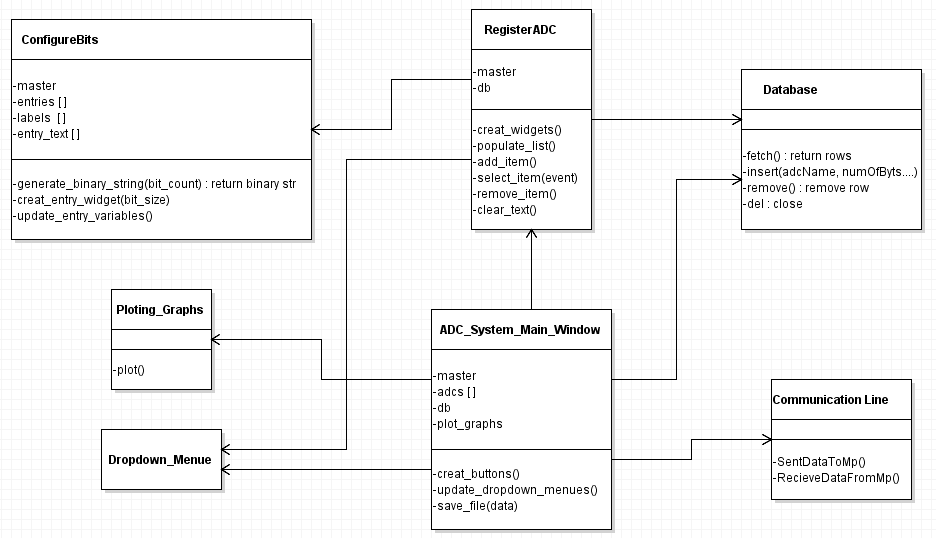 ConfigureBits
-master
-entries [ ]
-labels [ ]
-entry_text [ ]
-generate_binary_string(bit_count) : return binary str
-creat_entry_widget(bit_size)
-update_entry_variables()
RegisterADC
-master
-db
-creat_widgets()
-populate_list()
-add_item()
-select_item(event)
-remove_item()
-clear_text()
Database
-fetch() : return rows
-insert(adcName, numOfByts....)
-remove() : remove row
-del : close
Ploting_Graphs
-plot()
Dropdown_Menue
ADC_System_Main_Window
-master
-adcs [ ]
-db
-plot_graphs
-creat_buttons()
-update_dropdown_menues()
-save_file(data)
Communication Line
-SentDataToMp()
-RecieveDataFromMp()